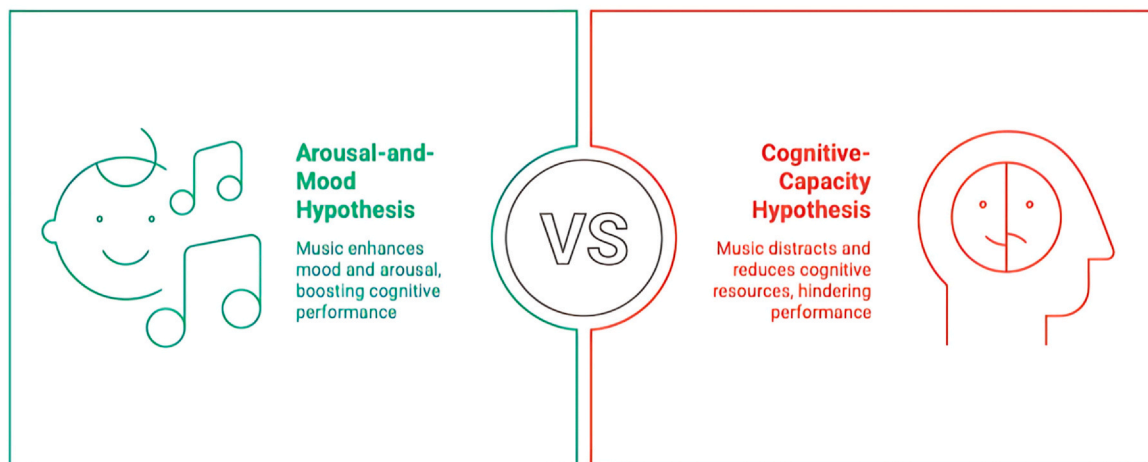 Arousal-and-
Mood
Hypothesis
Music enhances
mood and arousal,
boosting cognitive
performance
VS
Cognitive-
Capacity
Hypothesis
Music distracts and
reduces cognitive
resources, hindering
performance